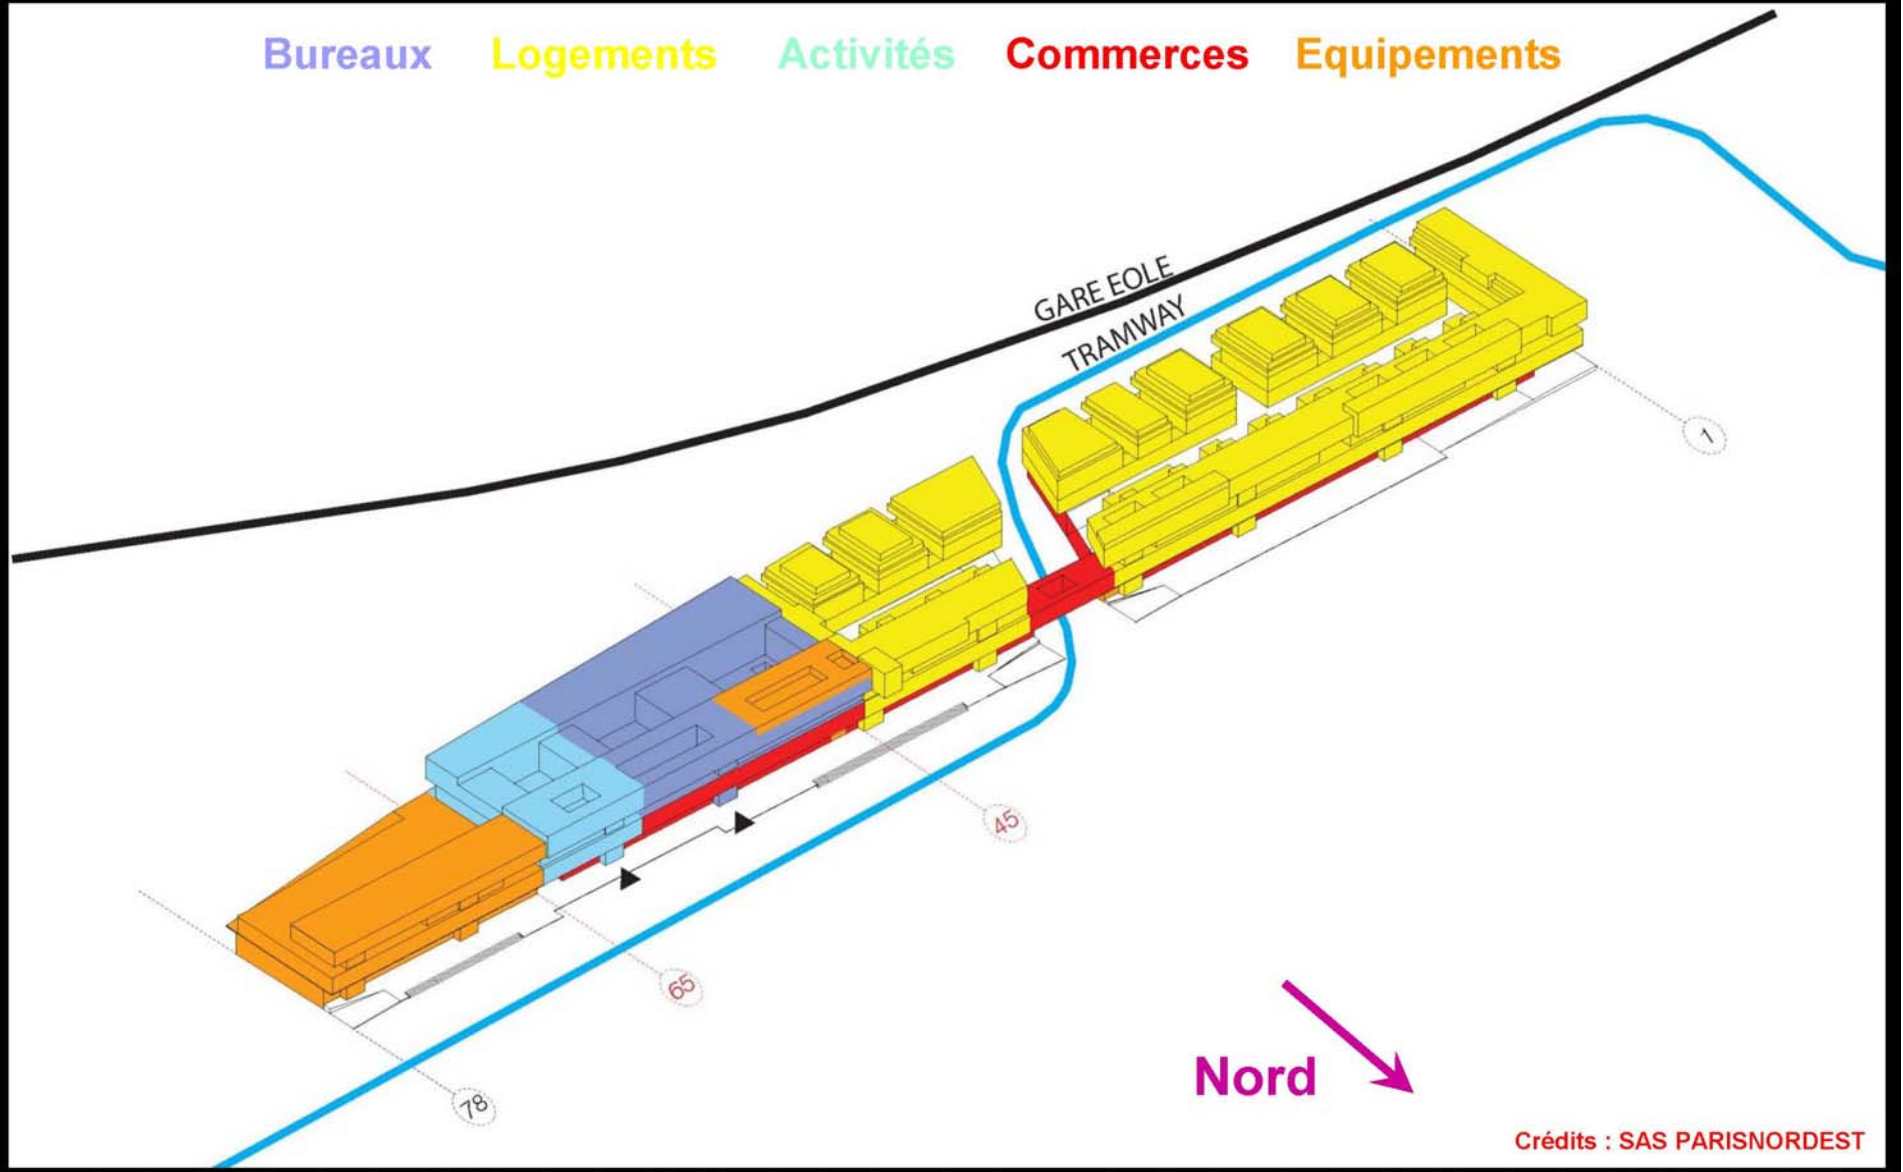 Bureaux Logements Activités Commerces Equipements
GARE EOLE
TRAMWAY
1
45
65
78
Nord
Crédits : SAS PARISNORDEST